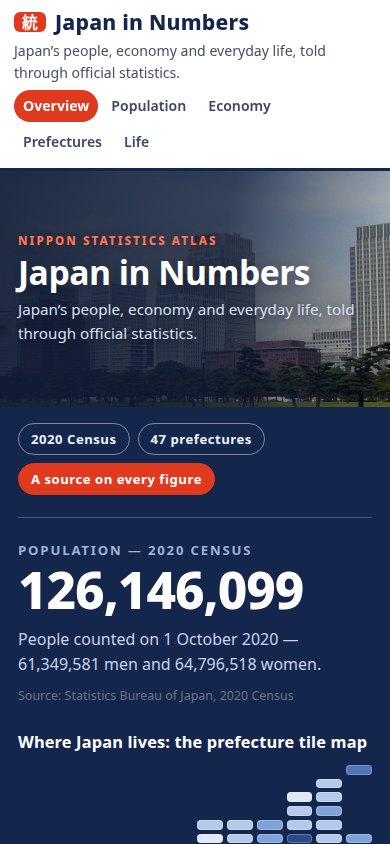 統 Japan in Numbers
Japan’s people, economy and everyday life, told
through official statistics.
Overview Population Economy
Prefectures Life
NIPPON STATISTICS ATLAS
Japan in Numbers
Japan’s people, economy and everyday life, told
through official statistics.
2020 Census 47 prefectures
A source on every figure
POPULATION — 2020 CENSUS
126,146,099
People counted on 1 October 2020 —
61,349,581 men and 64,796,518 women.
Source: Statistics Bureau of Japan, 2020 Census
Where Japan lives: the prefecture tile map